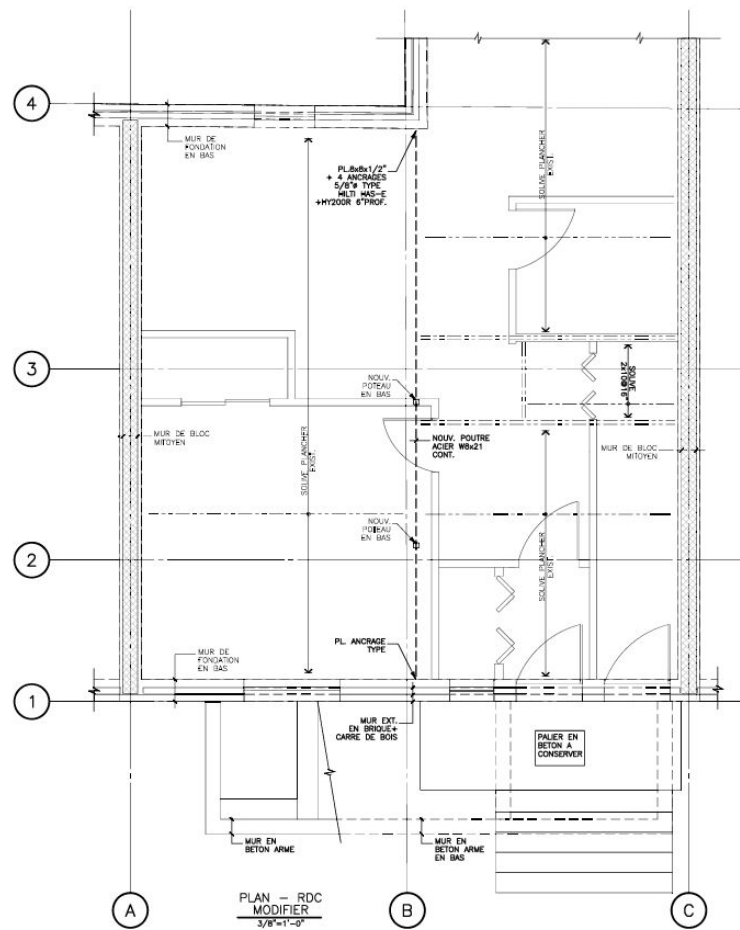 4
MUR DE
FONDATION
EN BAS
PL.8x8x1/2"
+ 4 ANCRAGES
5/8"ø TYPE
HILTI HAS-E
+HY200R 6"PROF.
SOLIVE PLANCHER
EXIST.
SOLIVE PLANCHER
EXIST.
3
NOUV.
POTEAU
EN BAS
SOLIVE
2x10@16"
MUR DE BLOC
MITOYEN
NOUV. POUTRE
ACIER W8x21
CONT.
MUR DE BLOC
MITOYEN
SOLIVE PLANCHER
EXIST.
NOUV.
POTEAU
EN BAS
2
MUR DE
FONDATION
EN BAS
PL. ANCRAGE
TYPE
1
MUR EXT.
EN BRIQUE+
CARRE DE BOIS
PALIER EN
BETON A
CONSERVER
MUR EN
BETON ARME
MUR EN
BETON ARME
EN BAS
PLAN - RDC
MODIFIER
3/8"=1'-0"
A
B
C